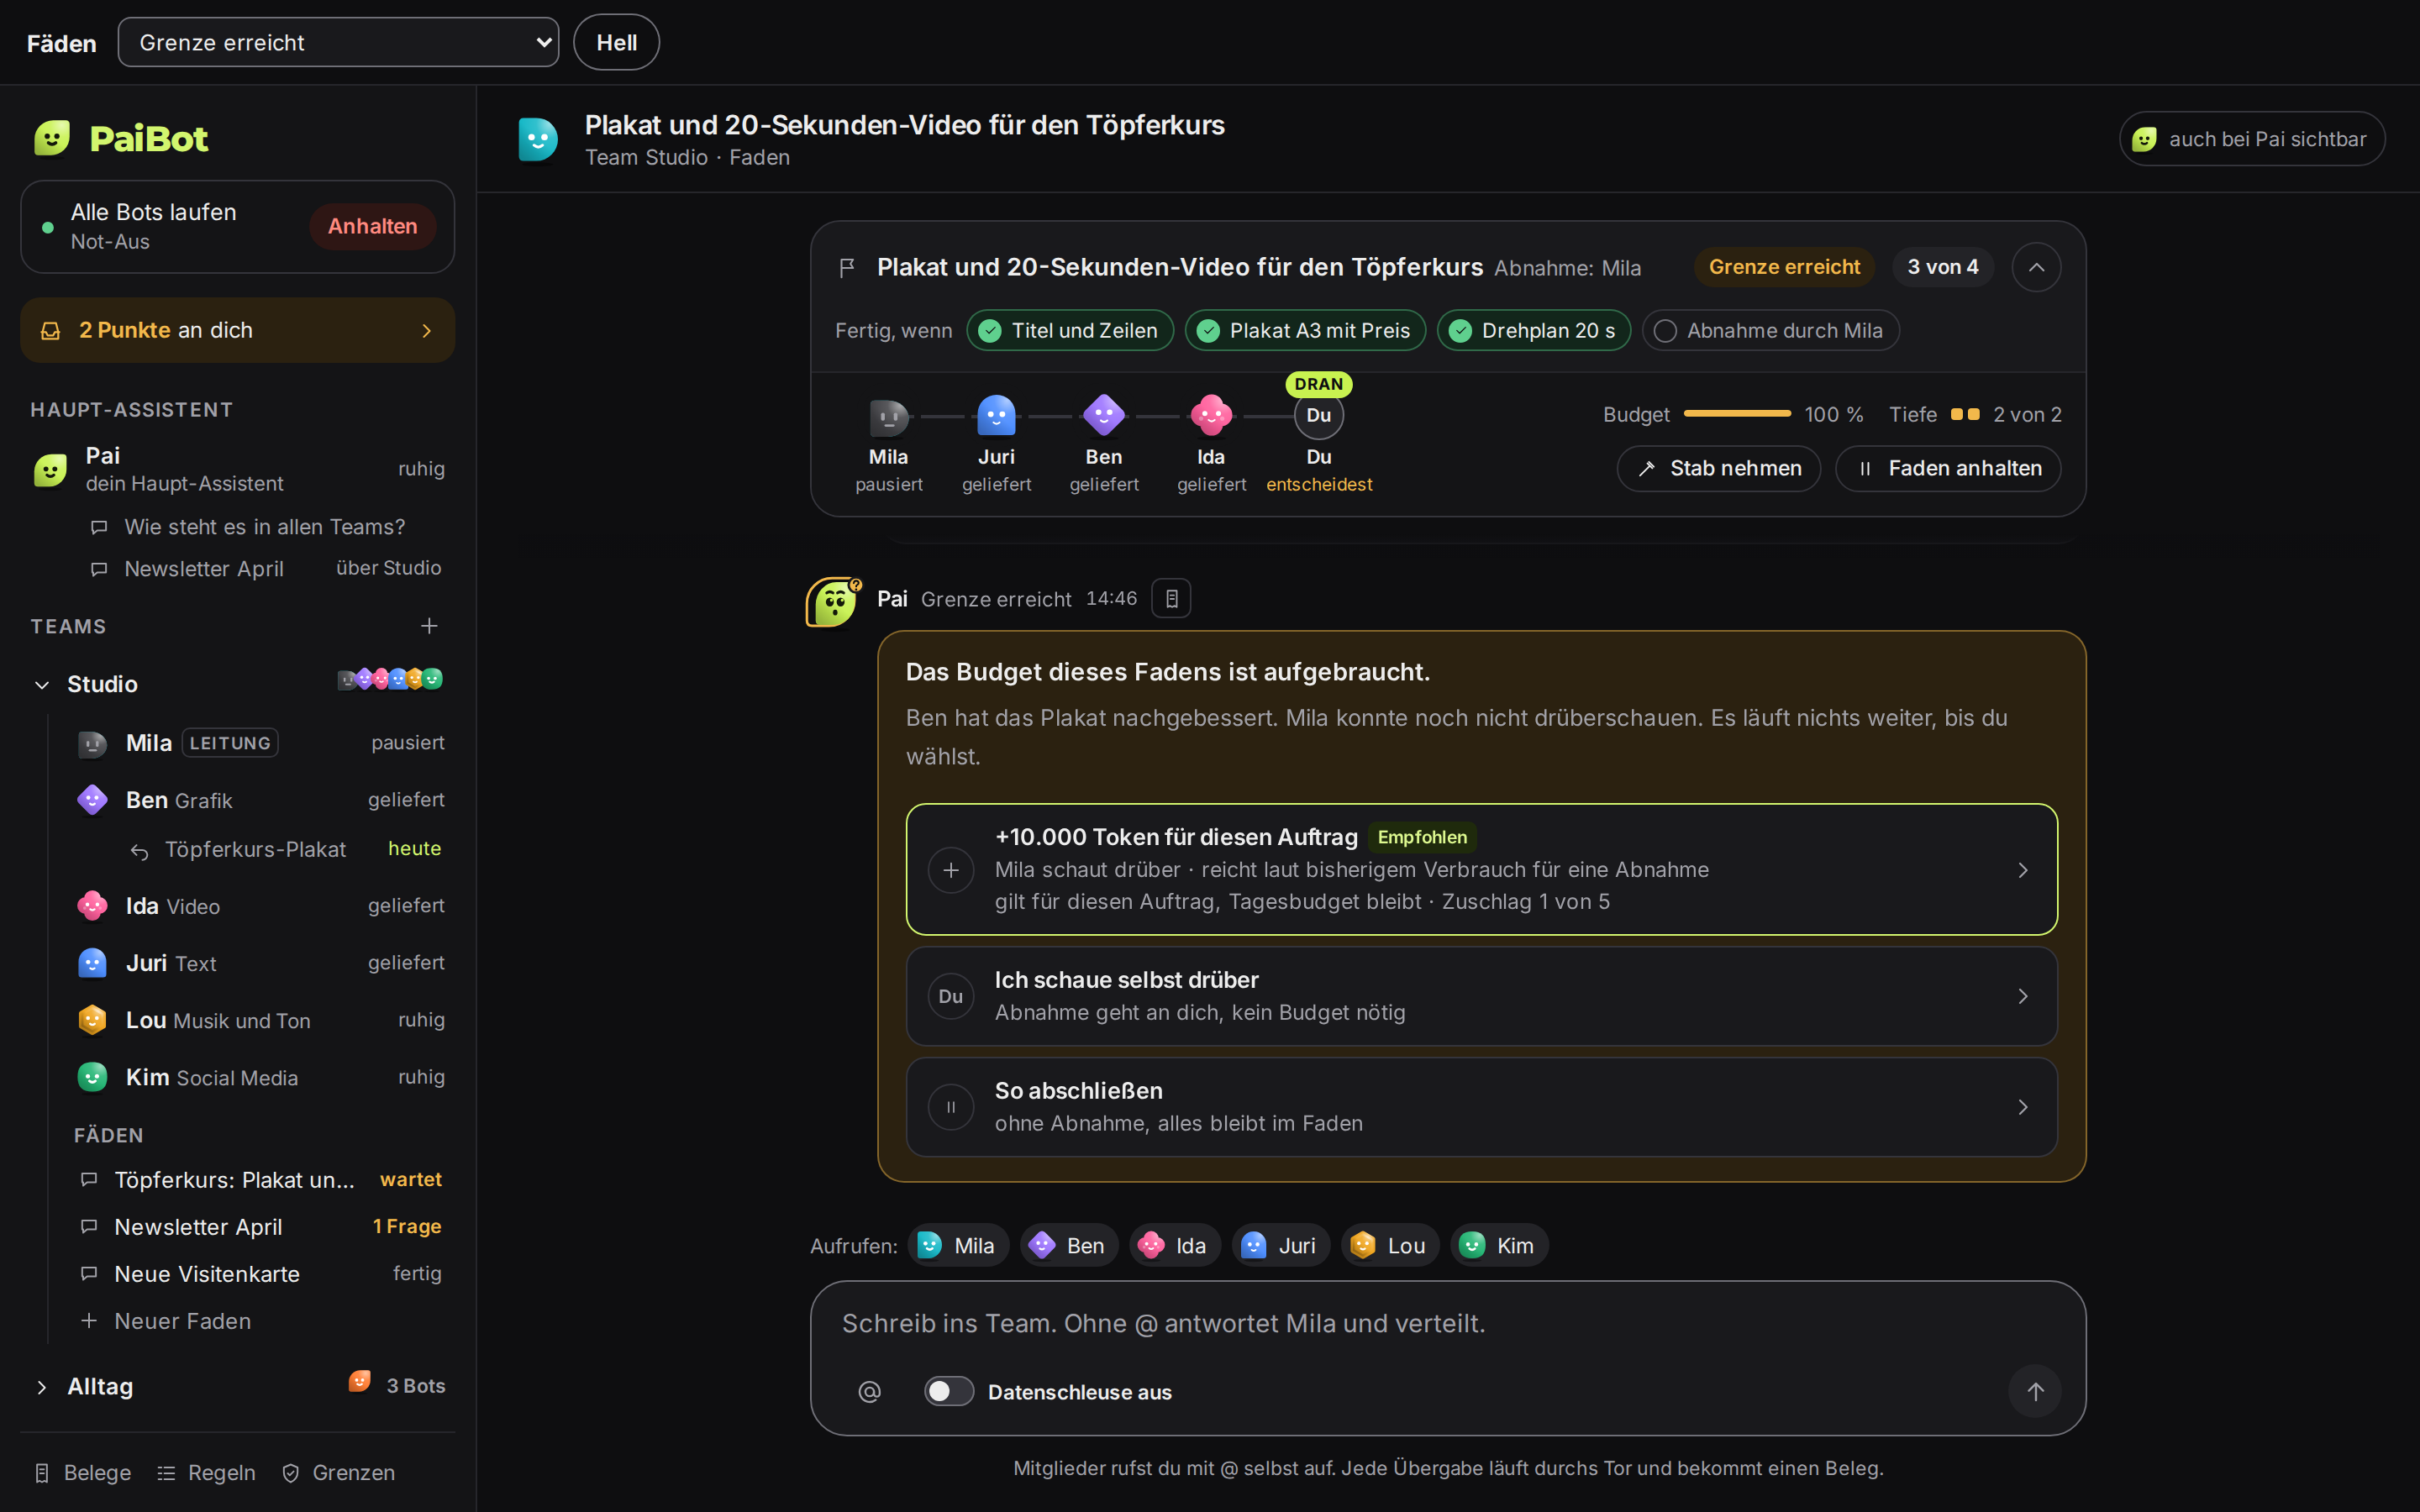 Fäden
Grenze erreicht
Hell
PaiBot
Alle Bots laufen
Not-Aus
Anhalten
2 Punkte an dich
HAUPT-ASSISTENT
Pai
dein Haupt-Assistent
ruhig
Wie steht es in allen Teams?
Newsletter April
über Studio
TEAMS
Studio
Mila LEITUNG
pausiert
Ben Grafik
geliefert
Töpferkurs-Plakat
heute
Ida Video
geliefert
Juri Text
geliefert
Lou Musik und Ton
ruhig
Kim Social Media
ruhig
FÄDEN
Töpferkurs: Plakat un...
wartet
Newsletter April
1 Frage
Neue Visitenkarte
fertig
Neuer Faden
Alltag
3 Bots
Belege
Regeln
Grenzen
Plakat und 20-Sekunden-Video für den Töpferkurs
Team Studio · Faden
auch bei Pai sichtbar
Plakat und 20-Sekunden-Video für den Töpferkurs Abnahme: Mila
Grenze erreicht
3 von 4
Fertig, wenn
Titel und Zeilen
Plakat A3 mit Preis
Drehplan 20 s
Abnahme durch Mila
DRAN
Du
Mila
Juri
Ben
Ida
Du
pausiert
geliefert
geliefert
geliefert
entscheidest
Budget
100 %
Tiefe
2 von 2
Stab nehmen
Faden anhalten
?
Pai Grenze erreicht 14:46
Das Budget dieses Fadens ist aufgebraucht.
Ben hat das Plakat nachgebessert. Mila konnte noch nicht drüberschauen. Es läuft nichts weiter, bis du
wählst.
+10.000 Token für diesen Auftrag Empfohlen
Mila schaut drüber · reicht laut bisherigem Verbrauch für eine Abnahme
gilt für diesen Auftrag, Tagesbudget bleibt · Zuschlag 1 von 5
Du
Ich schaue selbst drüber
Abnahme geht an dich, kein Budget nötig
So abschließen
ohne Abnahme, alles bleibt im Faden
Aufrufen:
Mila
Ben
Ida
Juri
Lou
Kim
Schreib ins Team. Ohne @ antwortet Mila und verteilt.
@
Datenschleuse aus
Mitglieder rufst du mit @ selbst auf. Jede Übergabe läuft durchs Tor und bekommt einen Beleg.